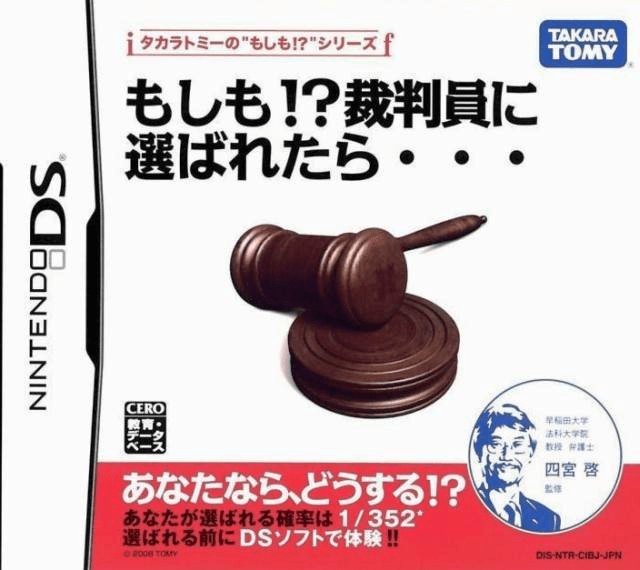 i タカラトミーの"もしも!?"シリーズ f
TAKARA TOMY
もしも!?裁判員に
選ばれたら・・・
NINTENDO DS®
CERO
教育・
データ
ベース
早稲田大学
法科大学院
教授 弁護士
四宮 啓
監修
あなたなら、どうする!?
あなたが選ばれる確率は1/352*
選ばれる前にDSソフトで体験!!
© 2008 TOMY
DIS-NTR-CIBJ-JPN